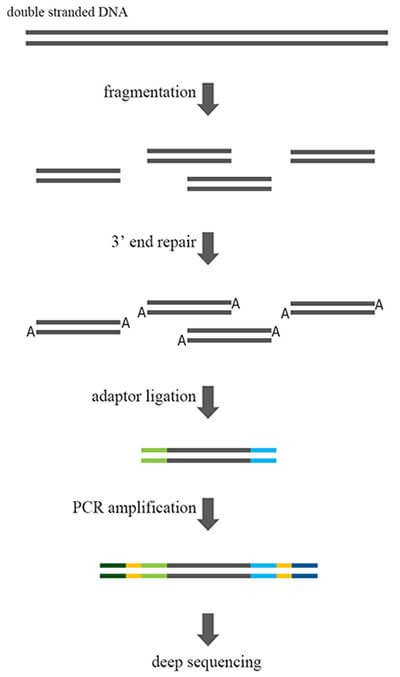 double stranded DNA
fragmentation
3’ end repair
A A A A
A A A A
adaptor ligation
PCR amplification
deep sequencing